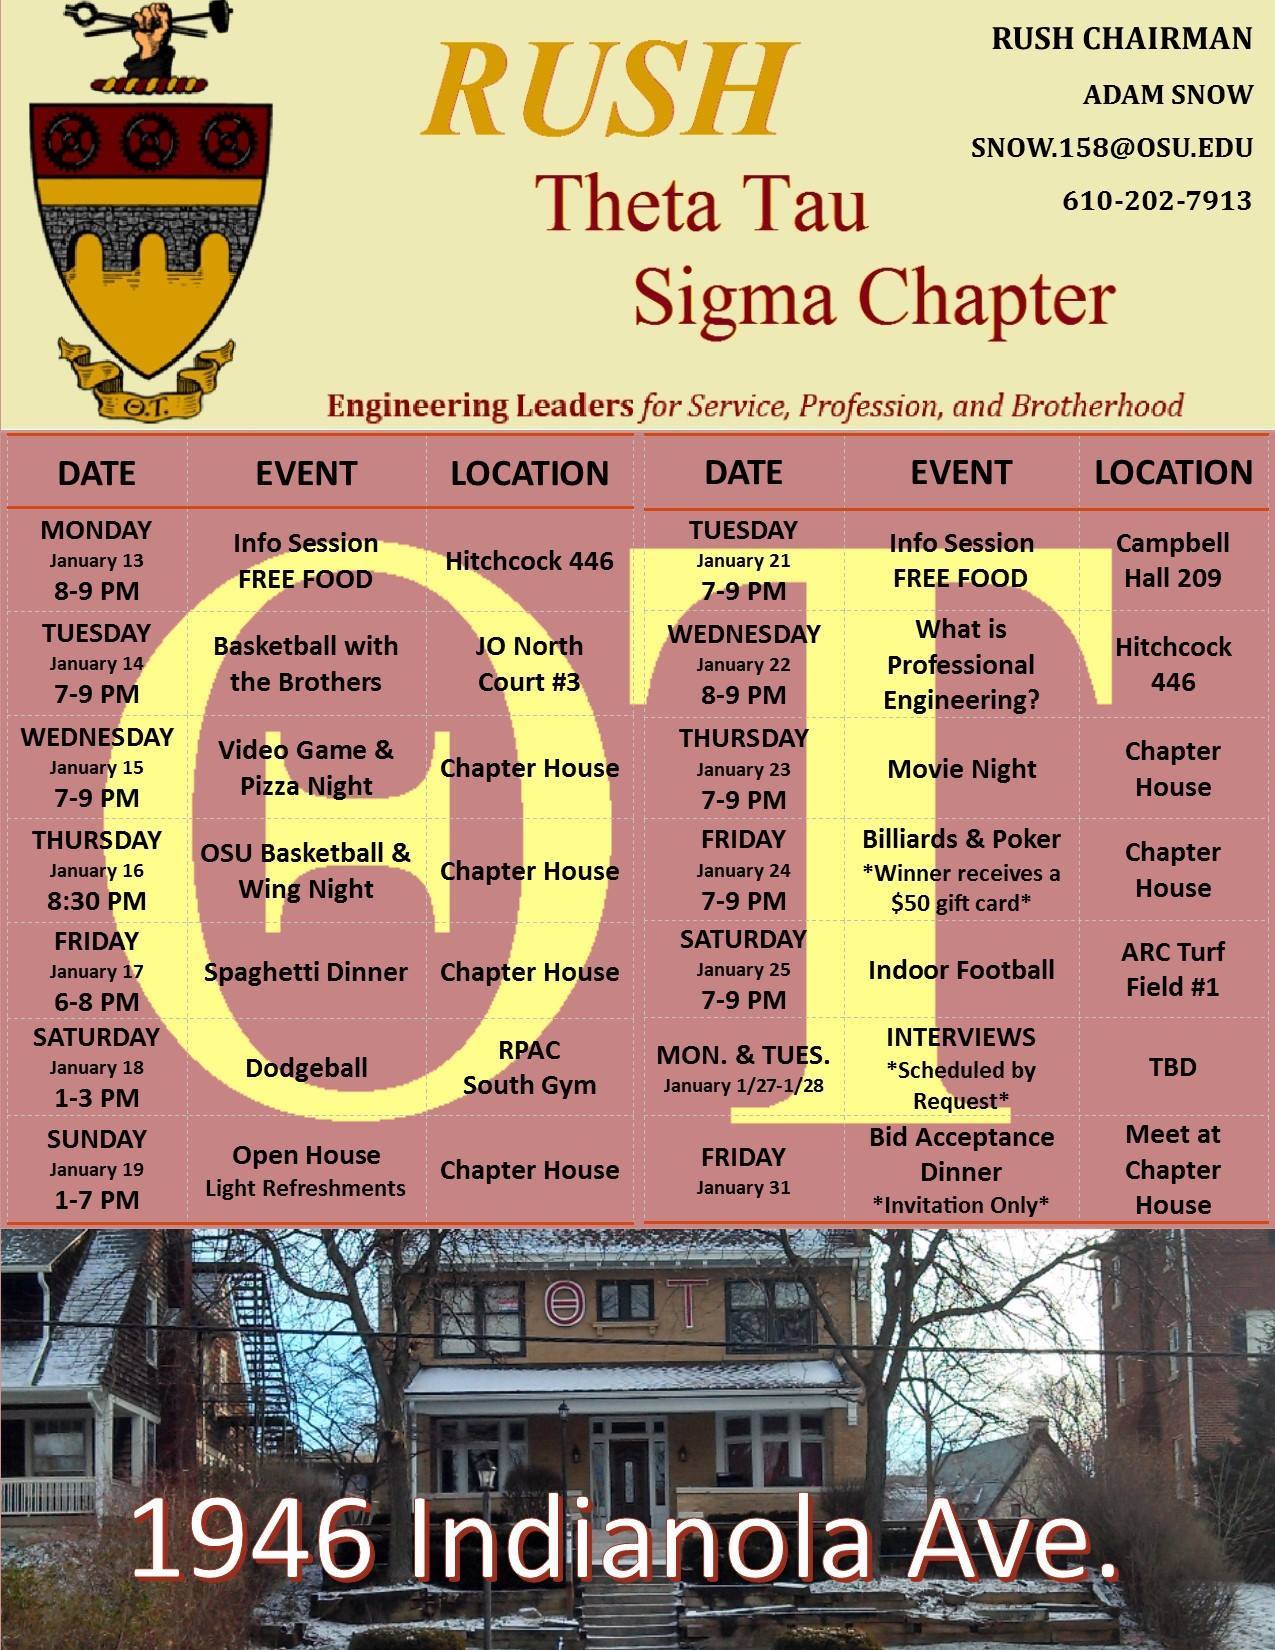 RUSH
Theta Tau
Sigma Chapter
Engineering Leaders for Service, Profession, and Brotherhood
RUSH CHAIRMAN
ADAM SNOW
SNOW.158@OSU.EDU
610-202-7913
Θ.T.
DATE EVENT LOCATION
MONDAY
January 13
8-9 PM
Info Session
FREE FOOD
Hitchcock 446
TUESDAY
January 14
7-9 PM
Basketball with
the Brothers
JO North
Court #3
WEDNESDAY
January 15
7-9 PM
Video Game &
Pizza Night
Chapter House
THURSDAY
January 16
8:30 PM
OSU Basketball &
Wing Night
Chapter House
FRIDAY
January 17
6-8 PM
Spaghetti Dinner
Chapter House
SATURDAY
January 18
1-3 PM
Dodgeball
RPAC
South Gym
SUNDAY
January 19
1-7 PM
Open House
Light Refreshments
Chapter House
DATE EVENT LOCATION
TUESDAY
January 21
7-9 PM
Info Session
FREE FOOD
Campbell
Hall 209
WEDNESDAY
January 22
8-9 PM
What is
Professional
Engineering?
Hitchcock
446
THURSDAY
January 23
7-9 PM
Movie Night
Chapter
House
FRIDAY
January 24
7-9 PM
Billiards & Poker
*Winner receives a
$50 gift card*
Chapter
House
SATURDAY
January 25
7-9 PM
Indoor Football
ARC Turf
Field #1
MON. & TUES.
January 1/27-1/28
INTERVIEWS
*Scheduled by
Request*
TBD
FRIDAY
January 31
Bid Acceptance
Dinner
*Invitation Only*
Meet at
Chapter
House
ΘT
Θ T
1946 Indianola Ave.